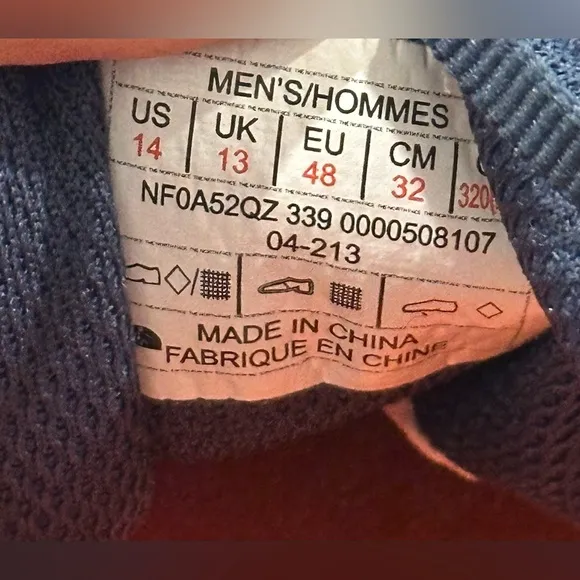 MEN'S/HOMMES
US UK EU CM
14 13 48 32 320
NF0A52QZ 339 0000508107
04-213
MADE IN CHINA
FABRIQUE EN CHINE